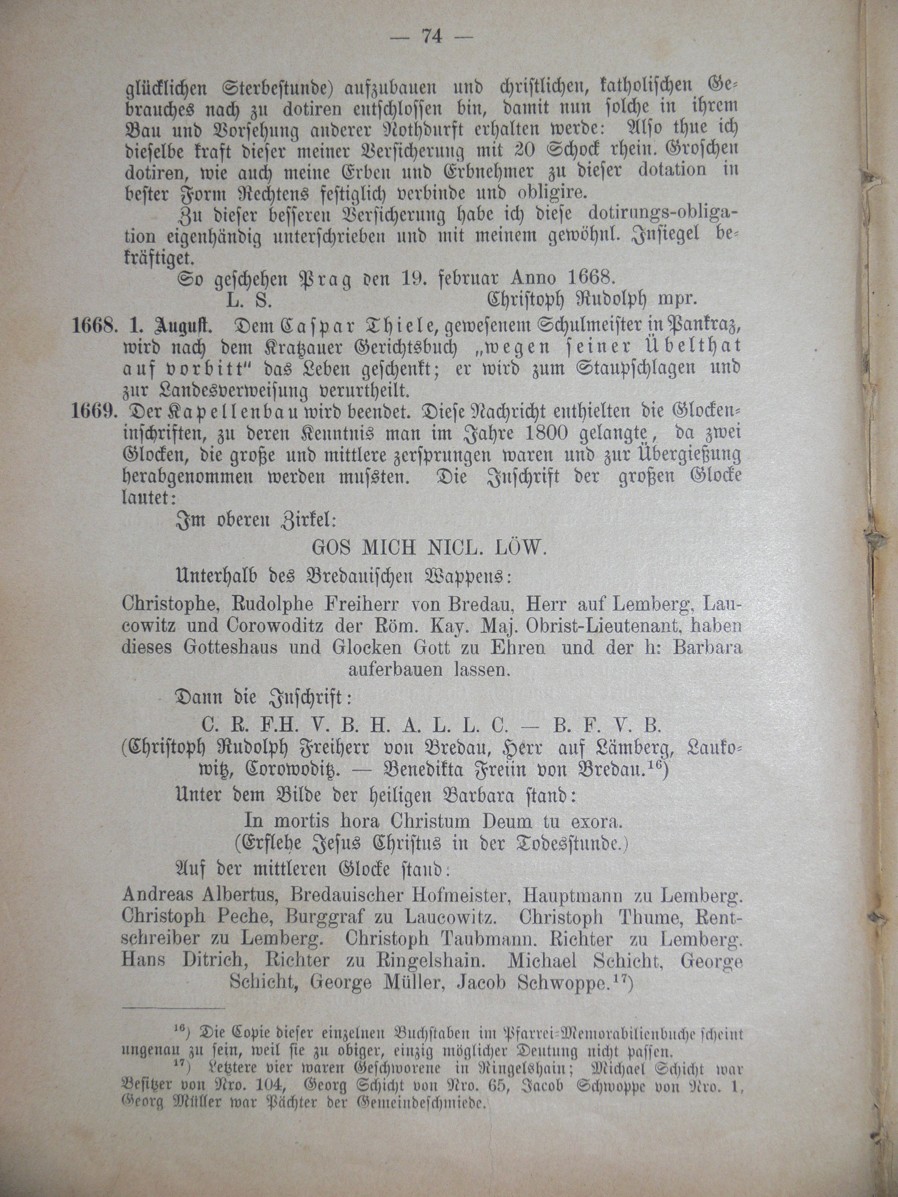 — 74 —
glücklichen Sterbestunde) aufzubauen und christlichen, katholischen Ge-
brauches nach zu dotiren entschlossen bin, damit nun solche in ihrem
Bau und Vorsehung anderer Nothdurft erhalten werde: Also thue ich
dieselbe kraft dieser meiner Versicherung mit 20 Schock rhein. Groschen
dotiren, wie auch meine Erben und Erbnehmer zu dieser dotation in
bester Form Rechtens festiglich verbinde und obligire.
Zu dieser besseren Versicherung habe ich diese dotirungs-obliga-
tion eigenhändig unterschrieben und mit meinem gewöhnl. Insiegel be-
kräftiget.
So geschehen Prag den 19. februar Anno 1668.
L. S. Christoph Rudolph mpr.
1668. 1. August. Dem Caspar Thiele, gewesenem Schulmeister in Pankraz,
wird nach dem Kratzauer Gerichtsbuch „wegen seiner Übelthat
auf vorbitt" das Leben geschenkt; er wird zum Staupschlagen und
zur Landesverweisung verurtheilt.
1669. Der Kapellenbau wird beendet. Diese Nachricht enthielten die Glocken-
inschriften, zu deren Kenntnis man im Jahre 1800 gelangte, da zwei
Glocken, die große und mittlere zersprungen waren und zur Übergießung
herabgenommen werden mussten. Die Inschrift der großen Glocke
lautet:
Im oberen Zirkel:
GOS MICH NICL. LÖW.
Unterhalb des Bredauischen Wappens:
Christophe, Rudolphe Freiherr von Bredau, Herr auf Lemberg, Lau-
cowitz und Corowoditz der Röm. Kay. Maj. Obrist-Lieutenant, haben
dieses Gotteshaus und Glocken Gott zu Ehren und der h: Barbara
auferbauen lassen.
Dann die Inschrift:
C. R. F.H. V. B. H. A. L. L. C. — B. F. V. B.
(Christoph Rudolph Freiherr von Bredau, Herr auf Lämberg, Lauko-
witz, Corowoditz. — Benedikta Freiin von Bredau.¹⁶)
Unter dem Bilde der heiligen Barbara stand:
In mortis hora Christum Deum tu exora.
(Erflehe Jesus Christus in der Todesstunde.)
Auf der mittleren Glocke stand:
Andreas Albertus, Bredauischer Hofmeister, Hauptmann zu Lemberg.
Christoph Peche, Burggraf zu Laucowitz. Christoph Thume, Rent-
schreiber zu Lemberg. Christoph Taubmann. Richter zu Lemberg.
Hans Ditrich, Richter zu Ringelshain. Michael Schicht, George
Schicht, George Müller, Jacob Schwoppe.¹⁷)
¹⁶) Die Copie dieser einzelnen Buchstaben im Pfarrei-Memorabilienbuche scheint
ungenau zu sein, weil sie zu obiger, einzig möglicher Deutung nicht passen.
¹⁷) Letztere vier waren Geschworene in Ringelshain; Michael Schicht war
Besitzer von Nro. 104, Georg Schicht von Nro. 65, Jacob Schwoppe von Nro. 1,
Georg Müller war Pächter der Gemeindeschmiede.